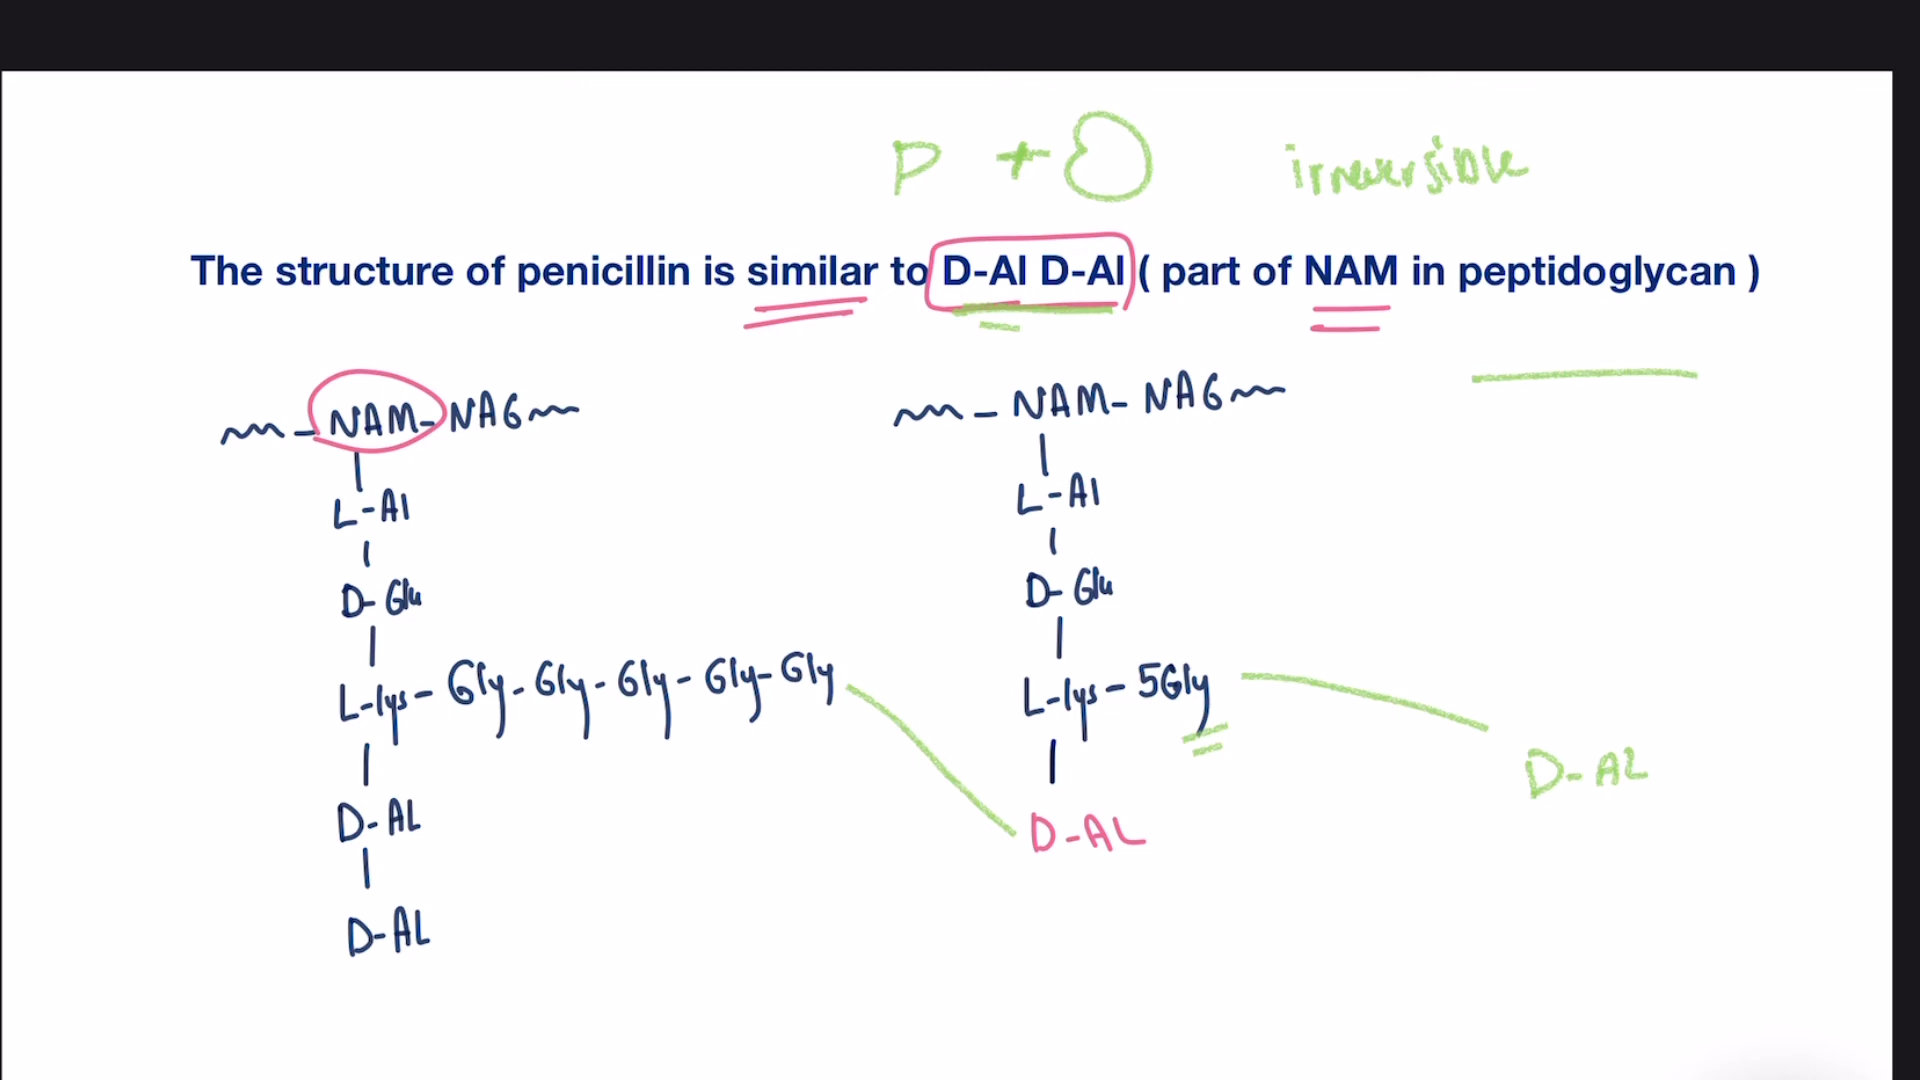 P + irreversible
The structure of penicillin is similar to D-Al D-Al ( part of NAM in peptidoglycan )
NAM- NAG
L-Al
D-Glu
L-lys- Gly-Gly-Gly-Gly-Gly
D-AL
D-AL
NAM- NAG
L-Al
D-Glu
L-lys- 5Gly
D-AL
D-AL